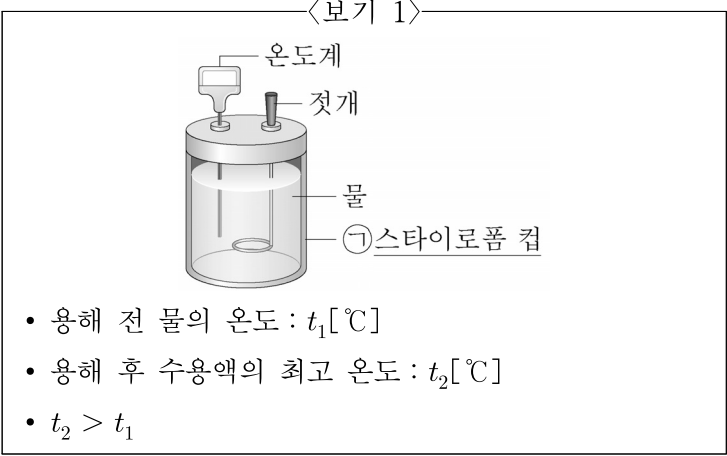 〈보기 1〉
온도계
젓개
물
㉠스타이로폼 컵
• 용해 전 물의 온도 : t₁[℃]
• 용해 후 수용액의 최고 온도 : t₂[℃]
• t₂ > t₁